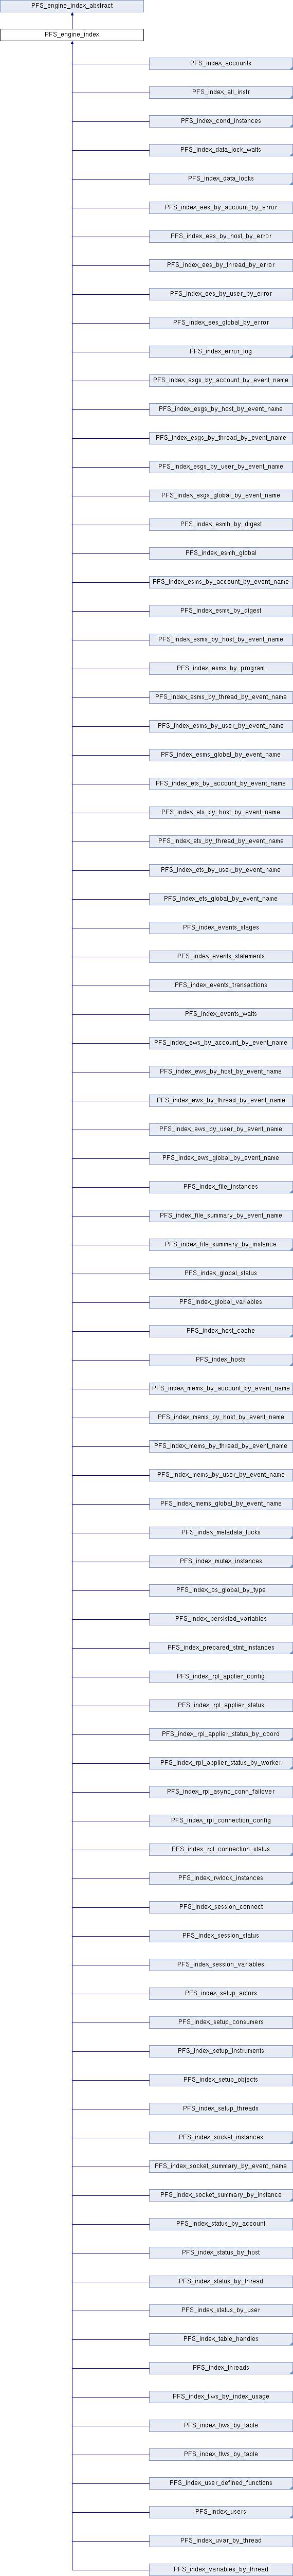 PFS_engine_index_abstract
PFS_engine_index
PFS_index_accounts
PFS_index_all_instr
PFS_index_cond_instances
PFS_index_data_lock_waits
PFS_index_data_locks
PFS_index_ees_by_account_by_error
PFS_index_ees_by_host_by_error
PFS_index_ees_by_thread_by_error
PFS_index_ees_by_user_by_error
PFS_index_ees_global_by_error
PFS_index_error_log
PFS_index_esgs_by_account_by_event_name
PFS_index_esgs_by_host_by_event_name
PFS_index_esgs_by_thread_by_event_name
PFS_index_esgs_by_user_by_event_name
PFS_index_esgs_global_by_event_name
PFS_index_esmh_by_digest
PFS_index_esmh_global
PFS_index_esms_by_account_by_event_name
PFS_index_esms_by_digest
PFS_index_esms_by_host_by_event_name
PFS_index_esms_by_program
PFS_index_esms_by_thread_by_event_name
PFS_index_esms_by_user_by_event_name
PFS_index_esms_global_by_event_name
PFS_index_ets_by_account_by_event_name
PFS_index_ets_by_host_by_event_name
PFS_index_ets_by_thread_by_event_name
PFS_index_ets_by_user_by_event_name
PFS_index_ets_global_by_event_name
PFS_index_events_stages
PFS_index_events_statements
PFS_index_events_transactions
PFS_index_events_waits
PFS_index_ews_by_account_by_event_name
PFS_index_ews_by_host_by_event_name
PFS_index_ews_by_thread_by_event_name
PFS_index_ews_by_user_by_event_name
PFS_index_ews_global_by_event_name
PFS_index_file_instances
PFS_index_file_summary_by_event_name
PFS_index_file_summary_by_instance
PFS_index_global_status
PFS_index_global_variables
PFS_index_host_cache
PFS_index_hosts
PFS_index_mems_by_account_by_event_name
PFS_index_mems_by_host_by_event_name
PFS_index_mems_by_thread_by_event_name
PFS_index_mems_by_user_by_event_name
PFS_index_mems_global_by_event_name
PFS_index_metadata_locks
PFS_index_mutex_instances
PFS_index_os_global_by_type
PFS_index_persisted_variables
PFS_index_prepared_stmt_instances
PFS_index_rpl_applier_config
PFS_index_rpl_applier_status
PFS_index_rpl_applier_status_by_coord
PFS_index_rpl_applier_status_by_worker
PFS_index_rpl_async_conn_failover
PFS_index_rpl_connection_config
PFS_index_rpl_connection_status
PFS_index_rwlock_instances
PFS_index_session_connect
PFS_index_session_status
PFS_index_session_variables
PFS_index_setup_actors
PFS_index_setup_consumers
PFS_index_setup_instruments
PFS_index_setup_objects
PFS_index_setup_threads
PFS_index_socket_instances
PFS_index_socket_summary_by_event_name
PFS_index_socket_summary_by_instance
PFS_index_status_by_account
PFS_index_status_by_host
PFS_index_status_by_thread
PFS_index_status_by_user
PFS_index_table_handles
PFS_index_threads
PFS_index_tiws_by_index_usage
PFS_index_tiws_by_table
PFS_index_tlws_by_table
PFS_index_user_defined_functions
PFS_index_users
PFS_index_uvar_by_thread
PFS_index_variables_by_thread